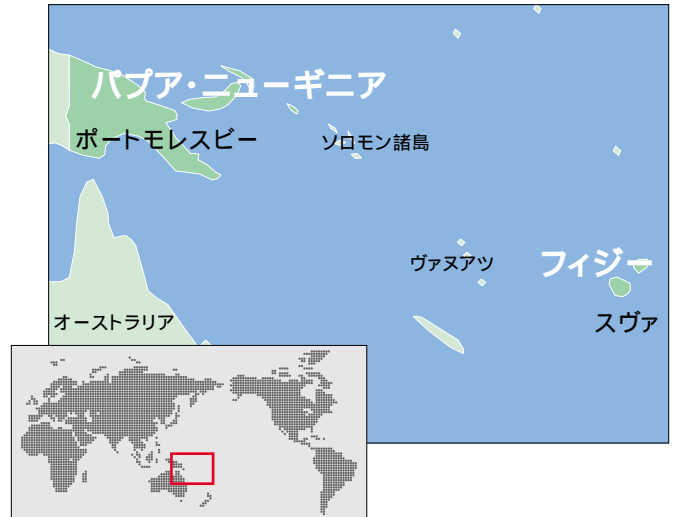 パプア・ニューギニア
ポートモレスビー
ソロモン諸島
ヴァヌアツ
フィジー
スヴァ
オーストラリア